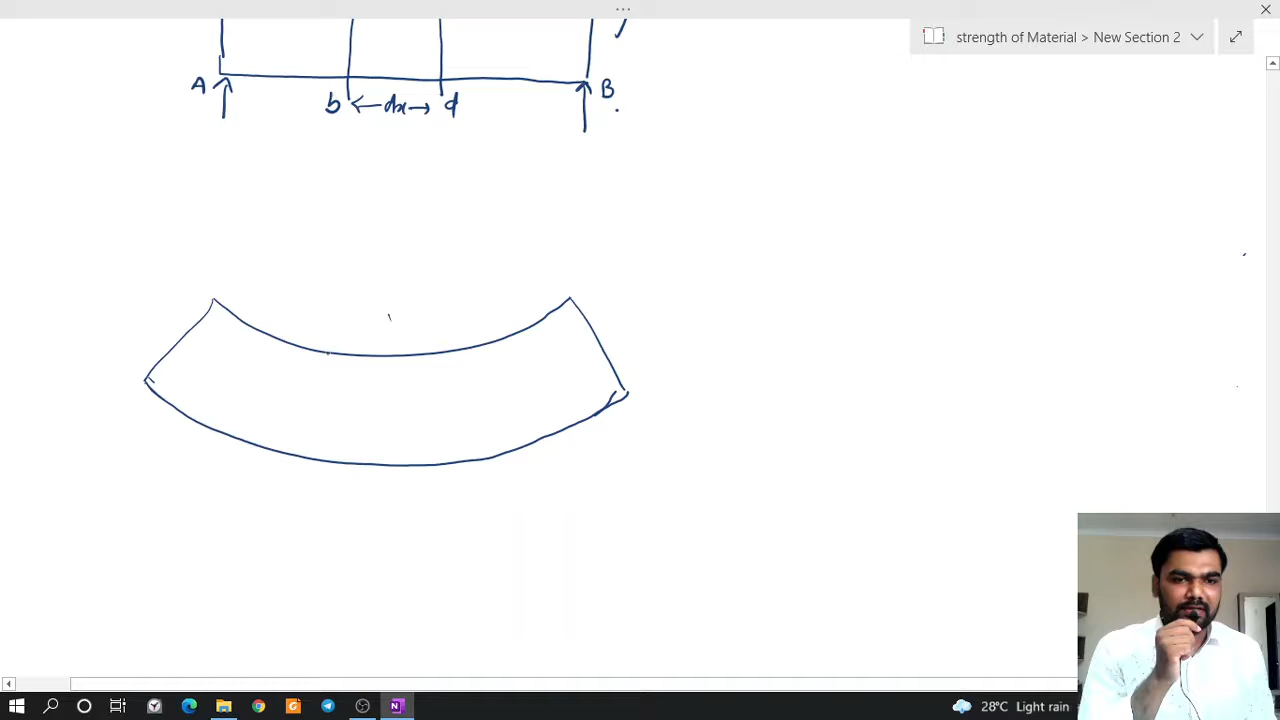 strength of Material > New Section 2
A
B
b ← dx → d
28°C Light rain